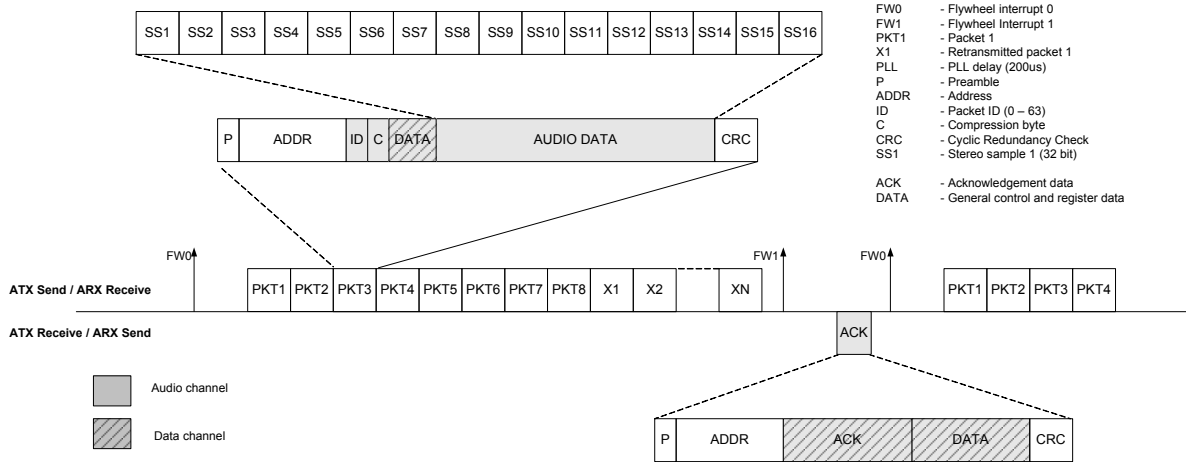 SS1 SS2 SS3 SS4 SS5 SS6 SS7 SS8 SS9 SS10 SS11 SS12 SS13 SS14 SS15 SS16
P ADDR ID C DATA AUDIO DATA CRC
FW0 - Flywheel interrupt 0
FW1 - Flywheel Interrupt 1
PKT1 - Packet 1
X1 - Retransmitted packet 1
PLL - PLL delay (200us)
P - Preamble
ADDR - Address
ID - Packet ID (0 – 63)
C - Compression byte
CRC - Cyclic Redundancy Check
SS1 - Stereo sample 1 (32 bit)
ACK - Acknowledgement data
DATA - General control and register data
FW0 FW1 FW0
ATX Send / ARX Receive PKT1 PKT2 PKT3 PKT4 PKT5 PKT6 PKT7 PKT8 X1 X2 XN PKT1 PKT2 PKT3 PKT4
ATX Receive / ARX Send ACK
Audio channel
Data channel
P ADDR ACK DATA CRC